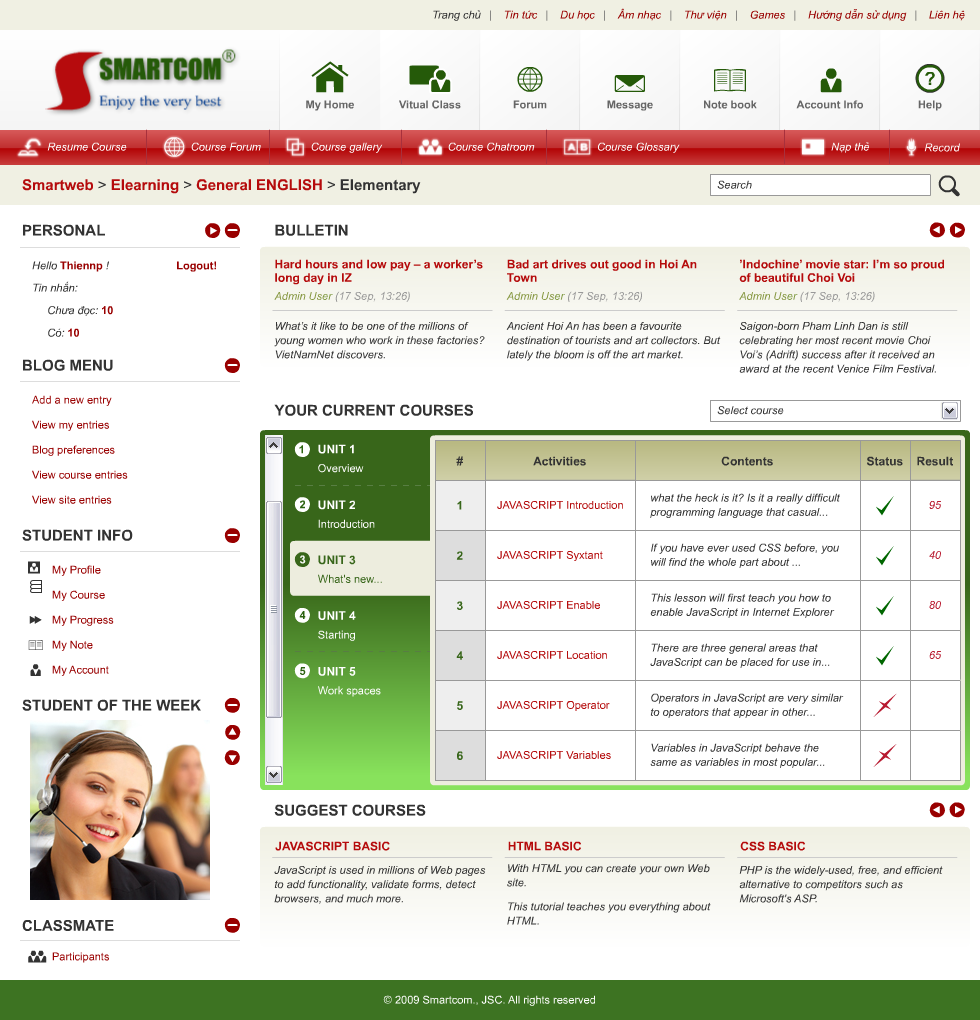 Trang chủ | Tin tức | Du học | Âm nhạc | Thư viện | Games | Hướng dẫn sử dụng | Liên hệ
SMARTCOM®
Enjoy the very best
My Home
Vitual Class
Forum
Message
Note book
Account Info
?
Help
Resume Course
Course Forum
Course gallery
Course Chatroom
A B
Course Glossary
Nạp thẻ
Record
Smartweb > Elearning > General ENGLISH > Elementary
Search
PERSONAL
Hello Thiennp !
Logout!
Tin nhắn:
Chưa đọc: 10
Có: 10
BLOG MENU
Add a new entry
View my entries
Blog preferences
View course entries
View site entries
STUDENT INFO
My Profile
My Course
My Progress
My Note
My Account
STUDENT OF THE WEEK
CLASSMATE
Participants
BULLETIN
Hard hours and low pay – a worker's
long day in IZ
Admin User (17 Sep, 13:26)
What's it like to be one of the millions of
young women who work in these factories?
VietNamNet discovers.
Bad art drives out good in Hoi An
Town
Admin User (17 Sep, 13:26)
Ancient Hoi An has been a favourite
destination of tourists and art collectors. But
lately the bloom is off the art market.
'Indochine' movie star: I'm so proud
of beautiful Choi Voi
Admin User (17 Sep, 13:26)
Saigon-born Pham Linh Dan is still
celebrating her most recent movie Choi
Voi's (Adrift) success after it received an
award at the recent Venice Film Festival.
YOUR CURRENT COURSES
Select course
1 UNIT 1
Overview
2 UNIT 2
Introduction
3 UNIT 3
What's new...
4 UNIT 4
Starting
5 UNIT 5
Work spaces
# Activities Contents Status Result
1 JAVASCRIPT Introduction
what the heck is it? Is it a really difficult
programming language that casual...
95
2 JAVASCRIPT Syxtant
If you have ever used CSS before, you
will find the whole part about ...
40
3 JAVASCRIPT Enable
This lesson will first teach you how to
enable JavaScript in Internet Explorer
80
4 JAVASCRIPT Location
There are three general areas that
JavaScript can be placed for use in...
65
5 JAVASCRIPT Operator
Operators in JavaScript are very similar
to operators that appear in other...
6 JAVASCRIPT Variables
Variables in JavaScript behave the
same as variables in most popular...
SUGGEST COURSES
JAVASCRIPT BASIC
JavaScript is used in millions of Web pages
to add functionality, validate forms, detect
browsers, and much more.
HTML BASIC
With HTML you can create your own Web
site.
This tutorial teaches you everything about
HTML.
CSS BASIC
PHP is the widely-used, free, and efficient
alternative to competitors such as
Microsoft's ASP.
© 2009 Smartcom., JSC. All rights reserved